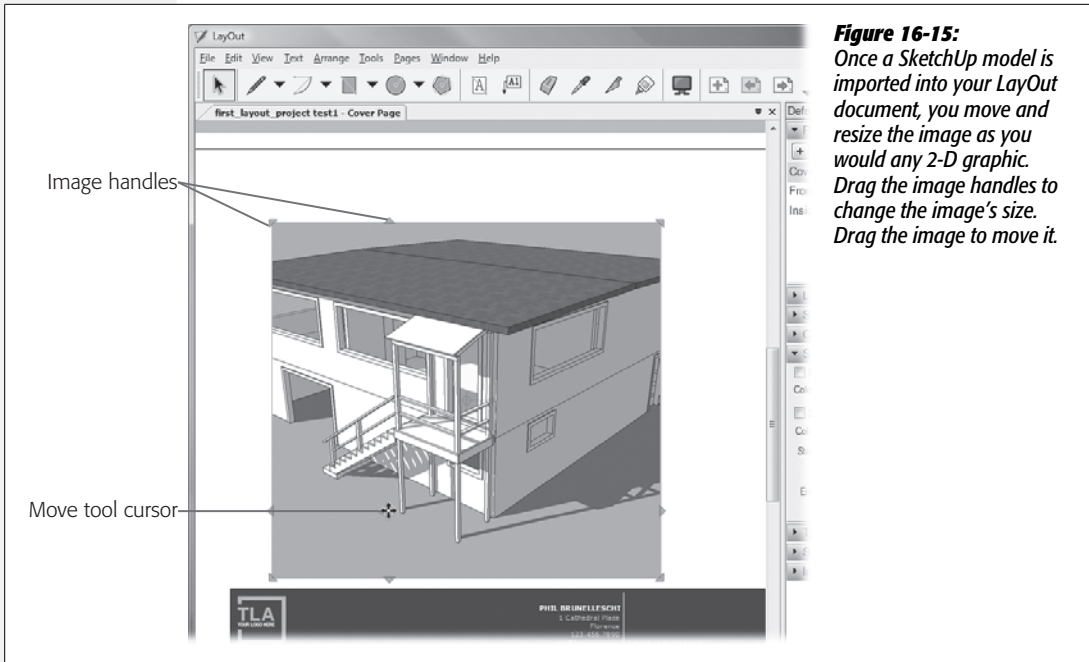 LayOut
File Edit View Text Arrange Tools Pages Window Help
A A1
first_layout_project test1 - Cover Page
Image handles
Move tool cursor
TLA
YOUR LOGO HERE
PHIL BRUNELLESCHI
1 Cathedral Place
Florence
123.456.7890
Figure 16-15:
Once a SketchUp model is
imported into your LayOut
document, you move and
resize the image as you
would any 2-D graphic.
Drag the image handles to
change the image’s size.
Drag the image to move it.